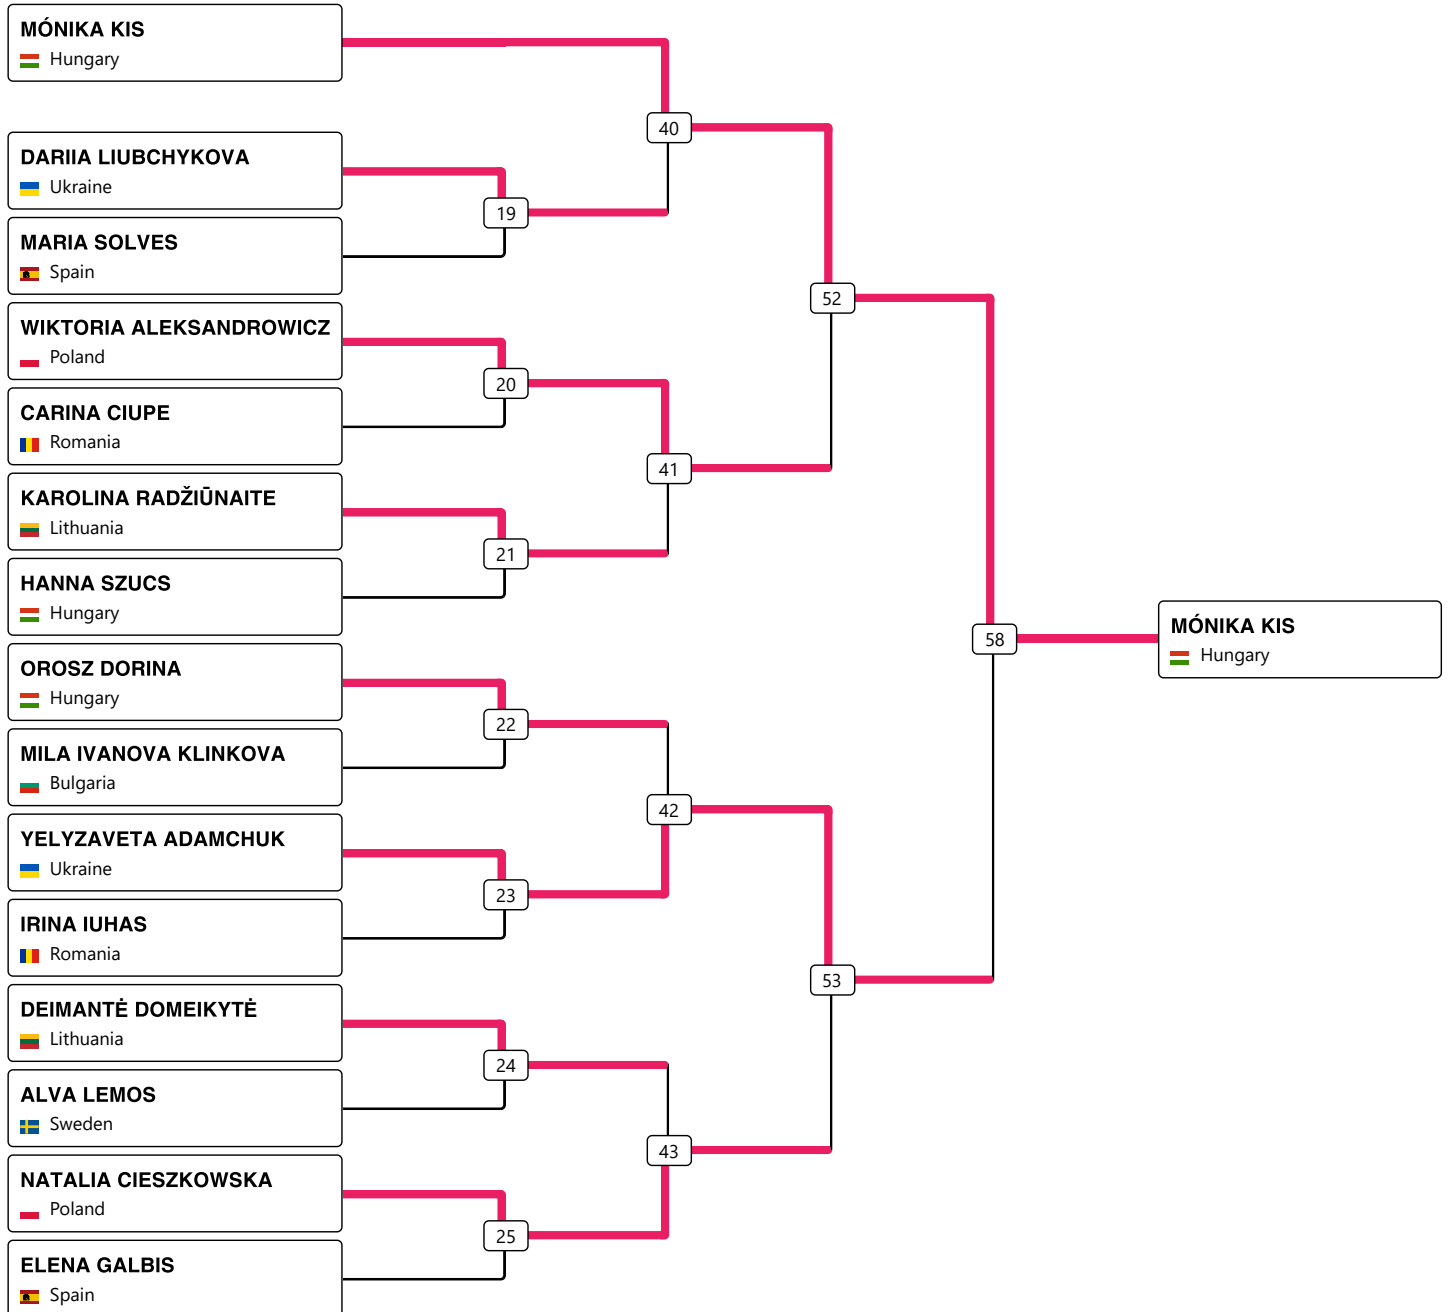 MÓNIKA KIS
Hungary
DARIIA LIUBCHYKOVA
Ukraine
MARIA SOLVES
Spain
WIKTORIA ALEKSANDROWICZ
Poland
CARINA CIUPE
Romania
KAROLINA RADŽIŪNAITE
Lithuania
HANNA SZUCS
Hungary
OROSZ DORINA
Hungary
MILA IVANOVA KLINKOVA
Bulgaria
YELYZAVETA ADAMCHUK
Ukraine
IRINA IUHAS
Romania
DEIMANTĖ DOMEIKYTĖ
Lithuania
ALVA LEMOS
Sweden
NATALIA CIESZKOWSKA
Poland
ELENA GALBIS
Spain
19
20
21
22
23
24
25
40
41
42
43
52
53
58
MÓNIKA KIS
Hungary